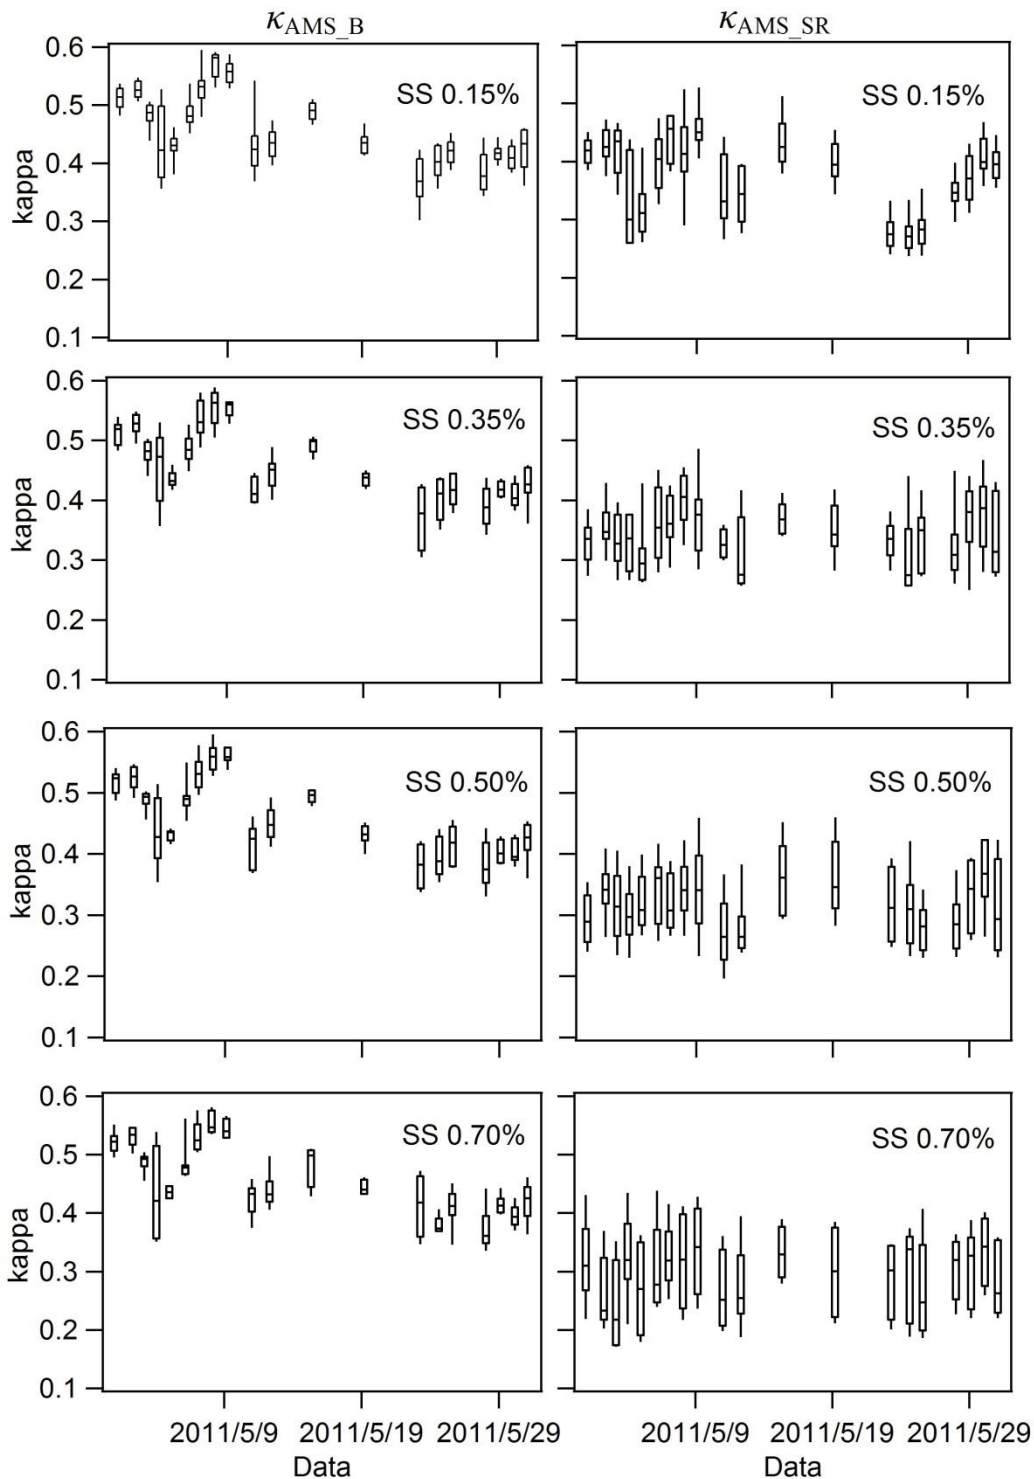 κAMS_B κAMS_SR
0.6
0.5
0.4
0.3
0.2
0.1
kappa
SS 0.15%
SS 0.15%
0.6
0.5
0.4
0.3
0.2
0.1
kappa
SS 0.35%
SS 0.35%
0.6
0.5
0.4
0.3
0.2
0.1
kappa
SS 0.50%
SS 0.50%
0.6
0.5
0.4
0.3
0.2
0.1
kappa
SS 0.70%
SS 0.70%
2011/5/9 2011/5/19 2011/5/29 2011/5/9 2011/5/19 2011/5/29
Data Data